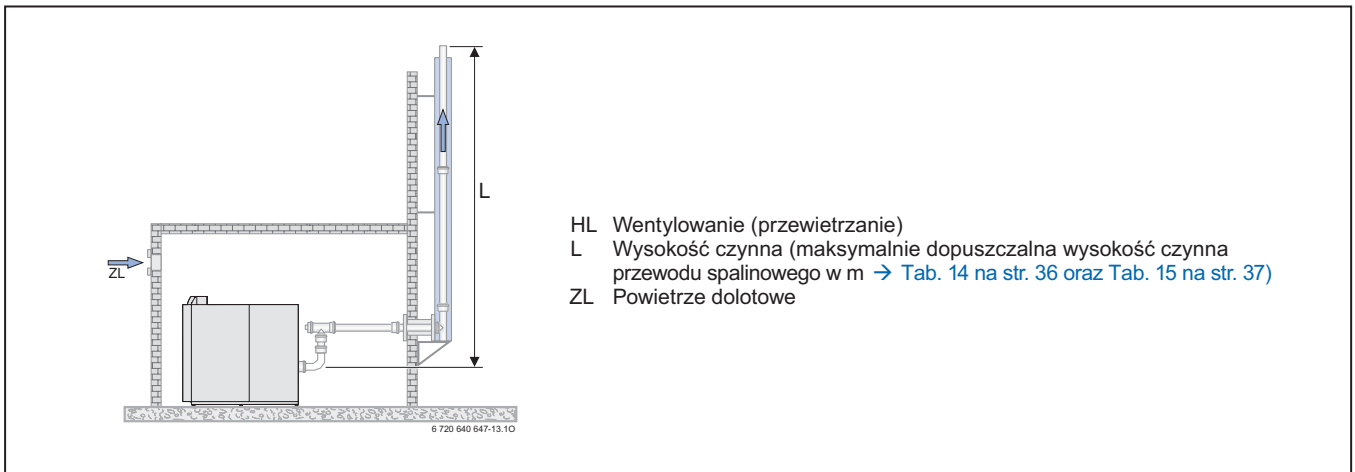 L
ZL
6 720 640 647-13.1O
HL Wentylowanie (przewietrzanie)
L Wysokość czynna (maksymalnie dopuszczalna wysokość czynna
przewodu spalinowego w m → Tab. 14 na str. 36 oraz Tab. 15 na str. 37)
ZL Powietrze dolotowe